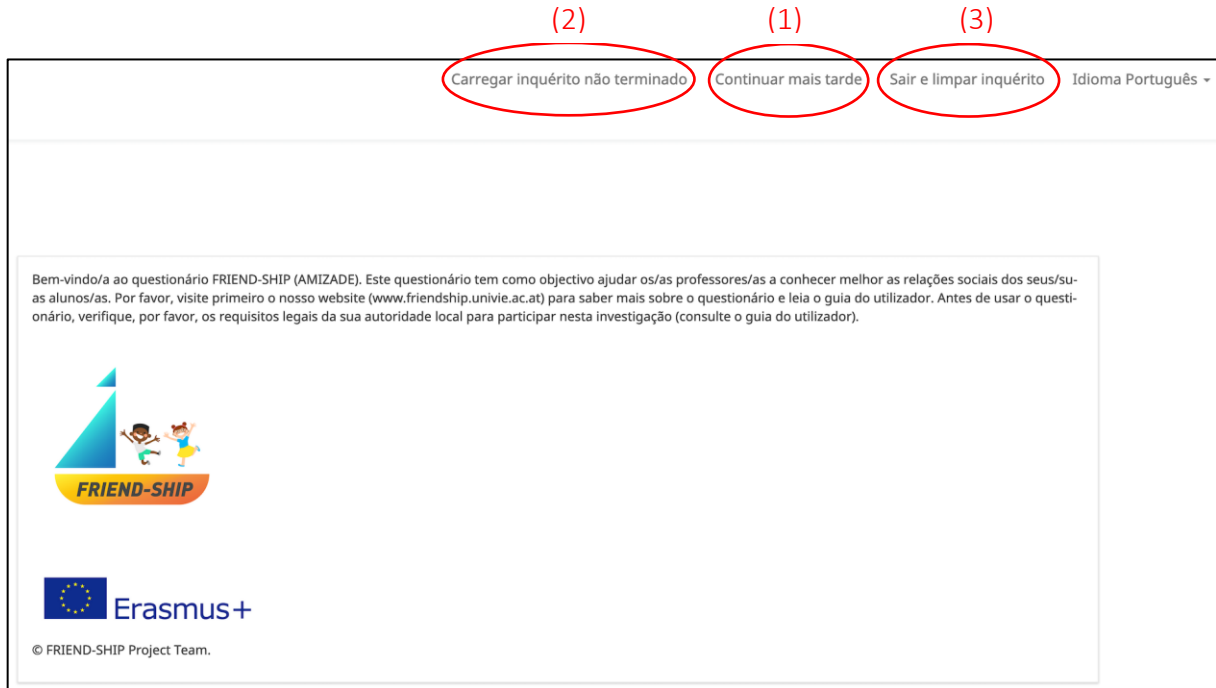 (2) (1) (3)
Carregar inquérito não terminado Continuar mais tarde Sair e limpar inquérito Idioma Português
Bem-vindo/a ao questionário FRIEND-SHIP (AMIZADE). Este questionário tem como objectivo ajudar os/as professores/as a conhecer melhor as relações sociais dos seus/su-
as alunos/as. Por favor, visite primeiro o nosso website (www.friendship.univie.ac.at) para saber mais sobre o questionário e leia o guia do utilizador. Antes de usar o questi-
onário, verifique, por favor, os requisitos legais da sua autoridade local para participar nesta investigação (consulte o guia do utilizador).
FRIEND-SHIP
Erasmus+
© FRIEND-SHIP Project Team.